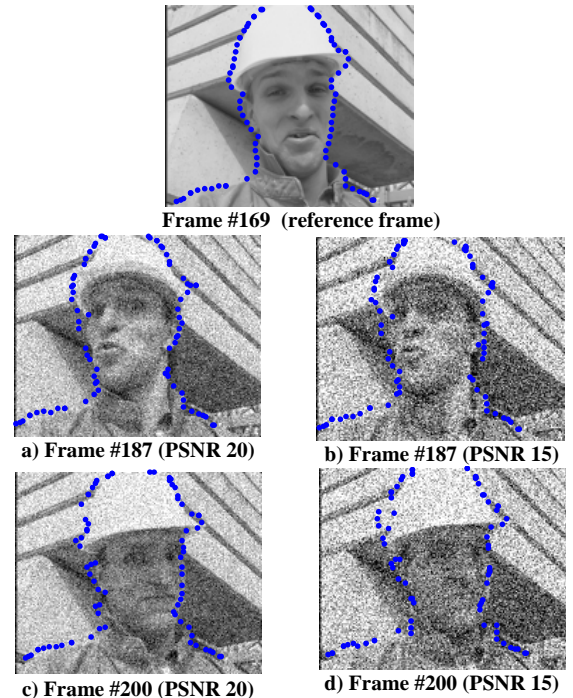 Frame #169 (reference frame)
a) Frame #187 (PSNR 20)
b) Frame #187 (PSNR 15)
c) Frame #200 (PSNR 20)
d) Frame #200 (PSNR 15)